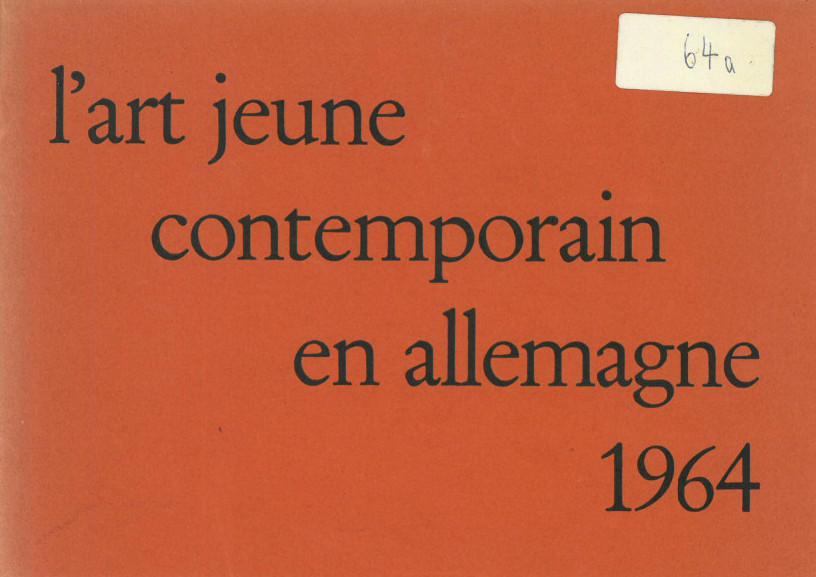 64a
l'art jeune
contemporain
en allemagne
1964